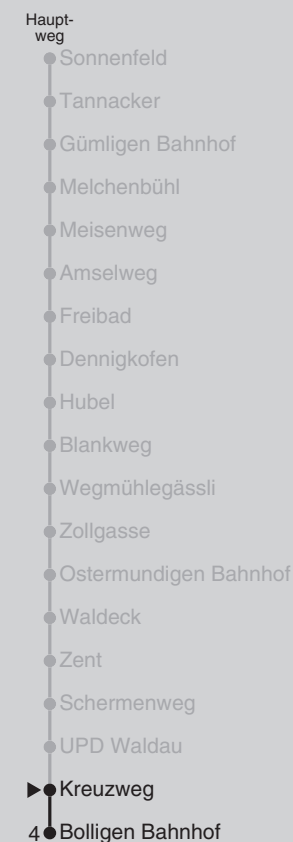 Haupt-
weg
Sonnenfeld
Tannacker
Gümligen Bahnhof
Melchenbühl
Meisenweg
Amselweg
Freibad
Dennigkofen
Hubel
Blankweg
Wegmühlegässli
Zollgasse
Ostermundigen Bahnhof
Waldeck
Zent
Schermenweg
UPD Waldau
Kreuzweg
4 Bolligen Bahnhof